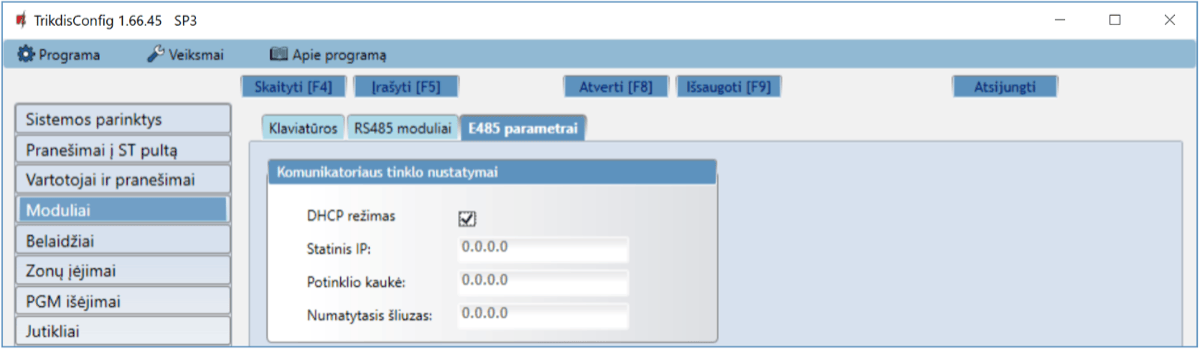 TrikdisConfig 1.66.45 SP3
Programa Veiksmai Apie programą
Skaityti [F4] Įrašyti [F5] Atverti [F8] Išsaugoti [F9] Atsijungti
Sistemos parinktys
Pranešimai į ST pultą
Vartotojai ir pranešimai
Moduliai
Belaidžiai
Zonų įėjimai
PGM išėjimai
Jutikliai
Klaviatūros RS485 moduliai E485 parametrai
Komunikatoriaus tinklo nustatymai
DHCP režimas
Statinis IP: 0.0.0.0
Potinklio kaukė: 0.0.0.0
Numatytasis šliuzas: 0.0.0.0